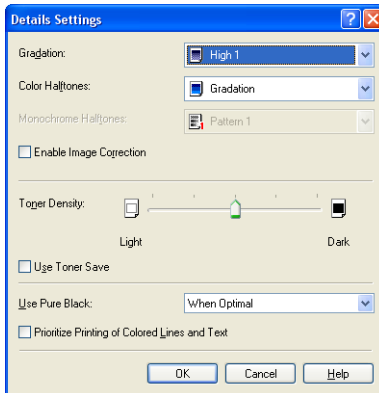 Details Settings
Gradation: High 1
Color Halftones: Gradation
Monochrome Halftones: Pattern 1
Enable Image Correction
Toner Density:
Light Dark
Use Toner Save
Use Pure Black: When Optimal
Prioritize Printing of Colored Lines and Text
OK Cancel Help